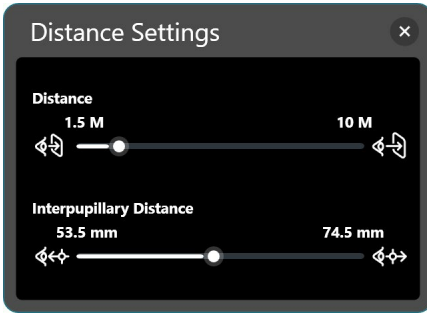 Distance Settings
Distance
1.5 M 10 M
Interpupillary Distance
53.5 mm 74.5 mm